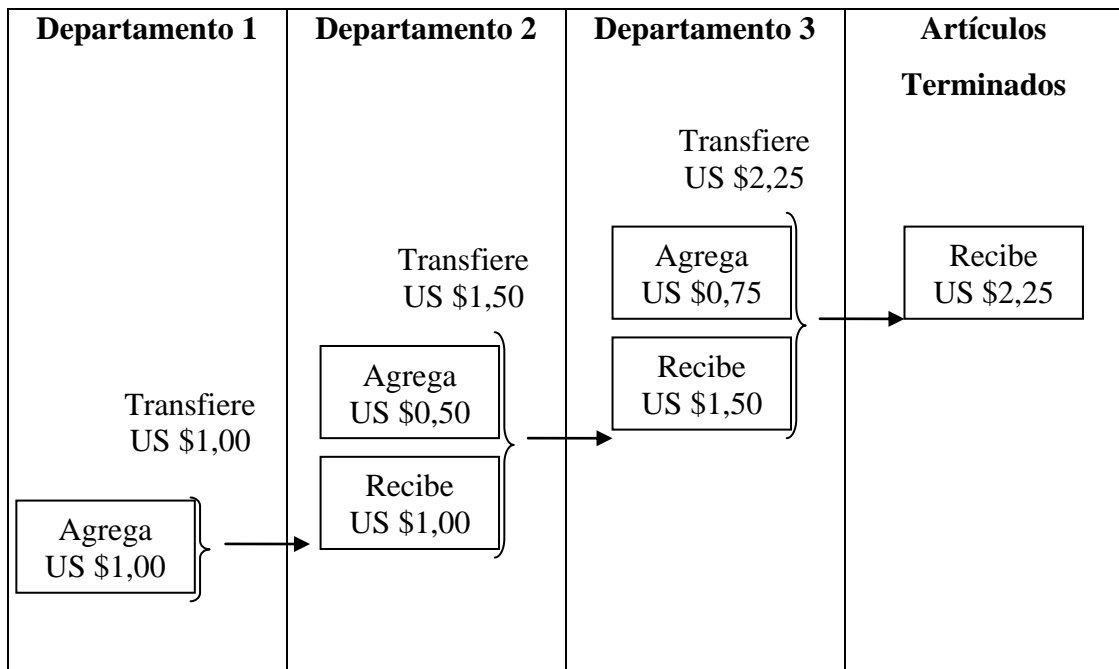 Departamento 1
Departamento 2
Departamento 3
Artículos
Terminados
Transfiere
US $1,00
Agrega
US $1,00
Transfiere
US $1,50
Agrega
US $0,50
Recibe
US $1,00
Transfiere
US $2,25
Agrega
US $0,75
Recibe
US $1,50
Recibe
US $2,25